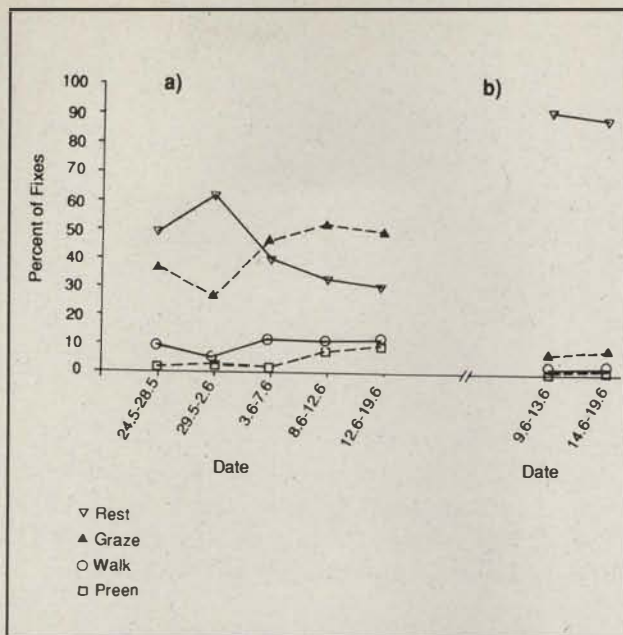 a)
b)
Percent of Fixes
100
90
80
70
60
50
40
30
20
10
0
24.5-28.5
29.5-2.6
3.6-7.6
8.6-12.6
12.6-19.6
9.6-13.6
14.6-19.6
Date
Date
Rest
Graze
Walk
Preen